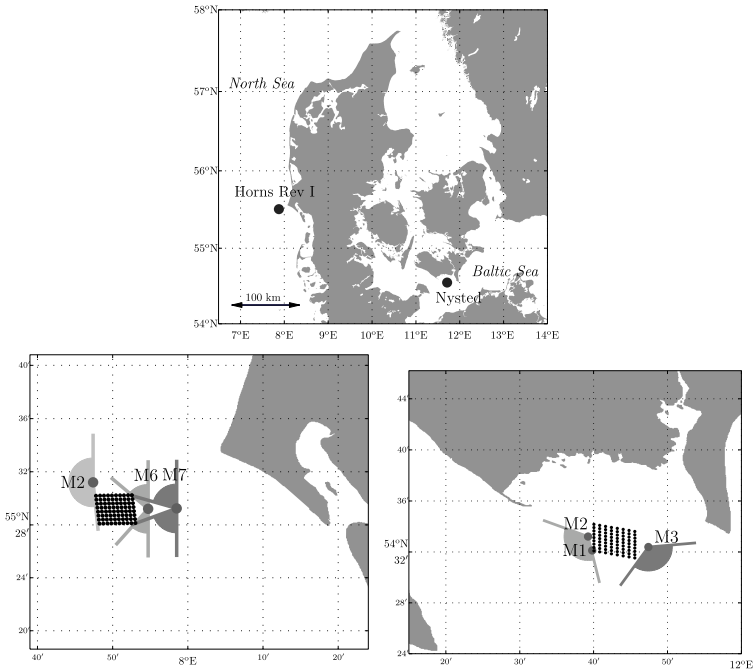 58°N
North Sea
57°N
56°N
Horns Rev I
55°N
Baltic Sea
100 km
Nysted
54°N
7°E 8°E 9°E 10°E 11°E 12°E 13°E 14°E
40′
36′
32′
M2 M6 M7
55°N
28′
24′
20′
40′ 50′ 8°E 10′ 20′
44′
40′
36′
M2
54°N M1 M3
32′
28′
24′
20′ 30′ 40′ 50′ 12°E